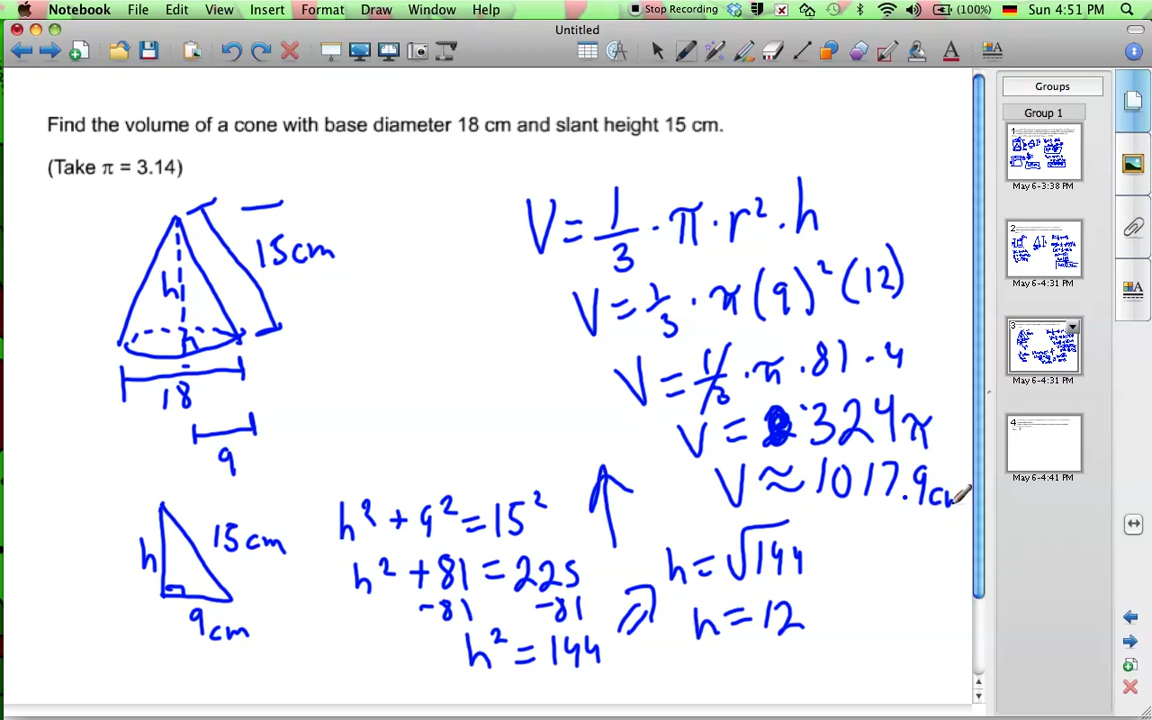 Notebook File Edit View Insert Format Draw Window Help Stop Recording (100%) Sun 4:51 PM
Untitled
Find the volume of a cone with base diameter 18 cm and slant height 15 cm.
(Take π = 3.14)
15cm
h
18
9
h
15cm
9cm
h² + 9² = 15²
h² + 81 = 225
-81 -81
h² = 144
h = √144
h = 12
V = 1/3 · π · r² · h
V = 1/3 · π (9)² (12)
V = 1/3 · π · 81 · 4
V = 324π
V ≈ 1017.9cm
Groups
Group 1
1
May 6-3:38 PM
2
May 6-4:31 PM
3
May 6-4:31 PM
4
May 6-4:41 PM